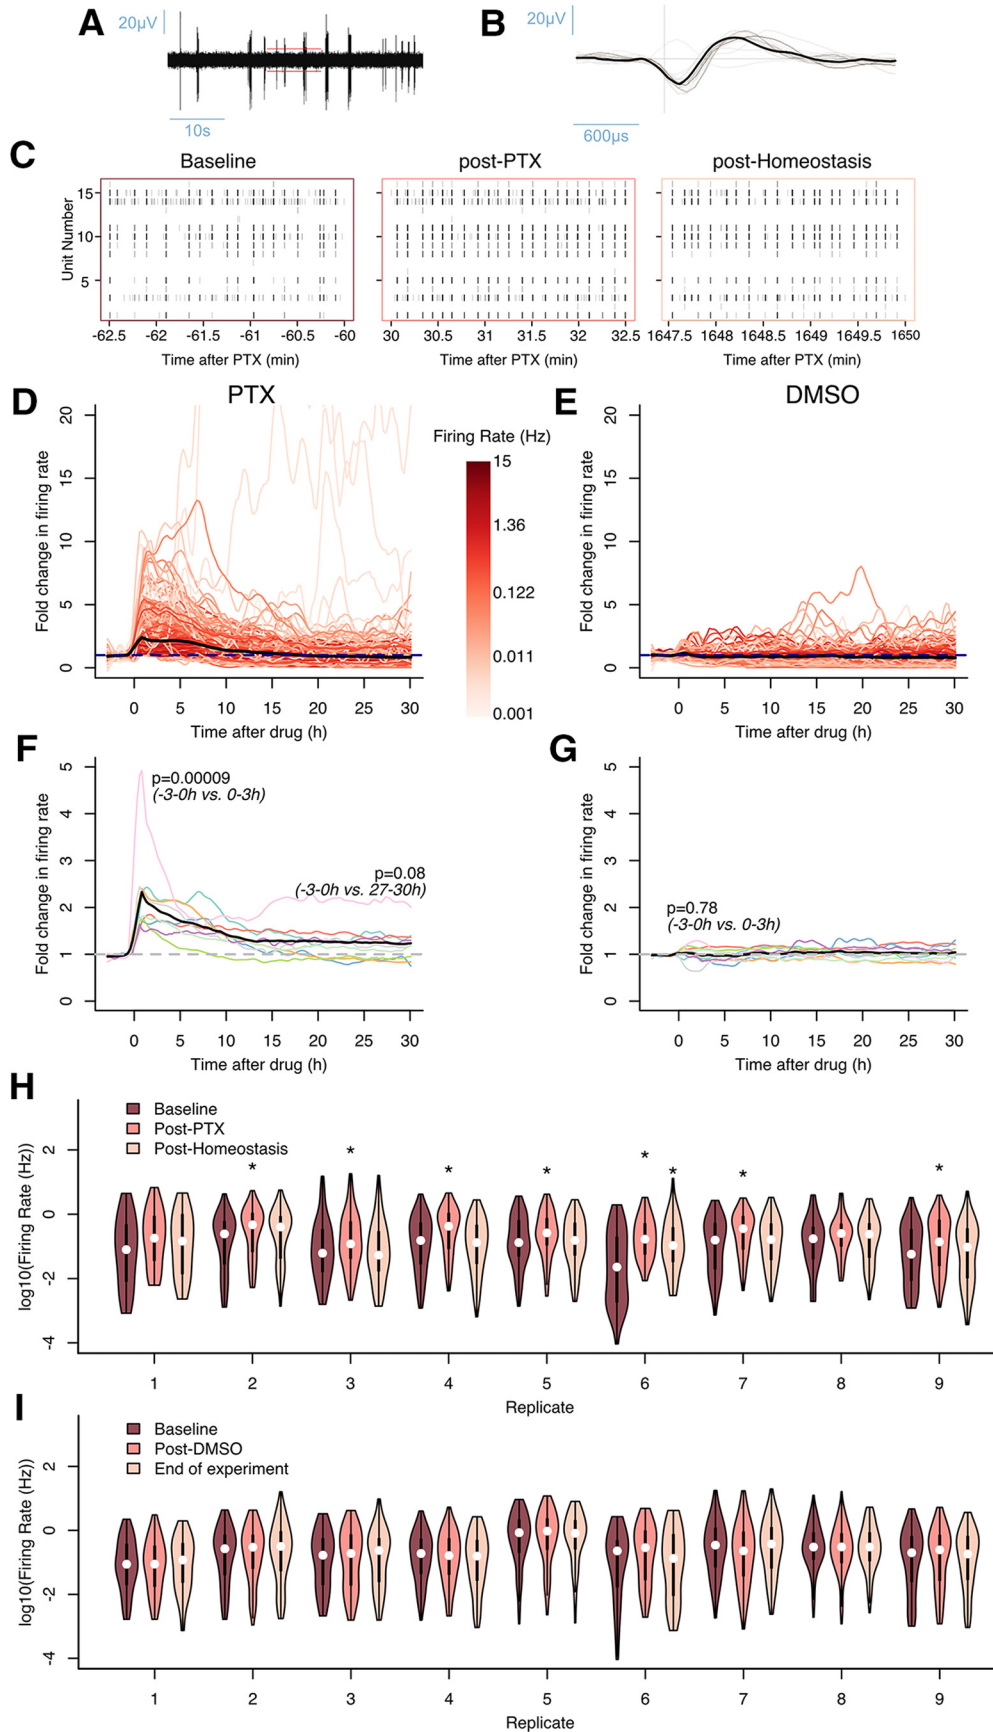 A
20µV
10s
B
20µV
600µs
C
Baseline
post-PTX
post-Homeostasis
Unit Number
15
10
5
-62.5 -62 -61.5 -61 -60.5 -60
30 30.5 31 31.5 32 32.5
1647.5 1648 1648.5 1649 1649.5 1650
Time after PTX (min)
Time after PTX (min)
Time after PTX (min)
D
PTX
Fold change in firing rate
20
15
10
5
0
0 5 10 15 20 25 30
Time after drug (h)
Firing Rate (Hz)
15
1.36
0.122
0.011
0.001
E
DMSO
Fold change in firing rate
20
15
10
5
0
0 5 10 15 20 25 30
Time after drug (h)
F
Fold change in firing rate
5
4
3
2
1
0
p=0.00009
(-3-0h vs. 0-3h)
p=0.08
(-3-0h vs. 27-30h)
0 5 10 15 20 25 30
Time after drug (h)
G
Fold change in firing rate
5
4
3
2
1
0
p=0.78
(-3-0h vs. 0-3h)
0 5 10 15 20 25 30
Time after drug (h)
H
Baseline
Post-PTX
Post-Homeostasis
log10(Firing Rate (Hz))
2
0
-2
-4
* * * * * * * *
1 2 3 4 5 6 7 8 9
Replicate
I
Baseline
Post-DMSO
End of experiment
log10(Firing Rate (Hz))
2
0
-2
-4
1 2 3 4 5 6 7 8 9
Replicate